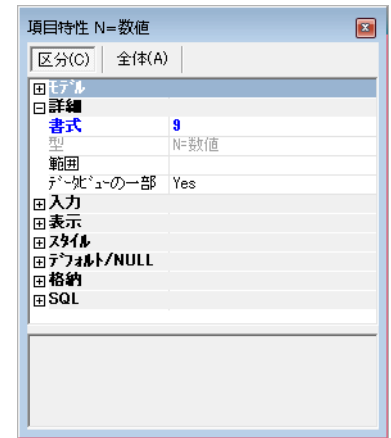 項目特性 N=数値
区分(C) 全体(A)
ﾓﾃﾞﾙ
詳細
書式 9
型 N=数値
範囲
ﾃﾞｰﾀﾋﾞｭｰの一部 Yes
入力
表示
ｽﾀｲﾙ
ﾃﾞﾌｫﾙﾄ/NULL
格納
SQL